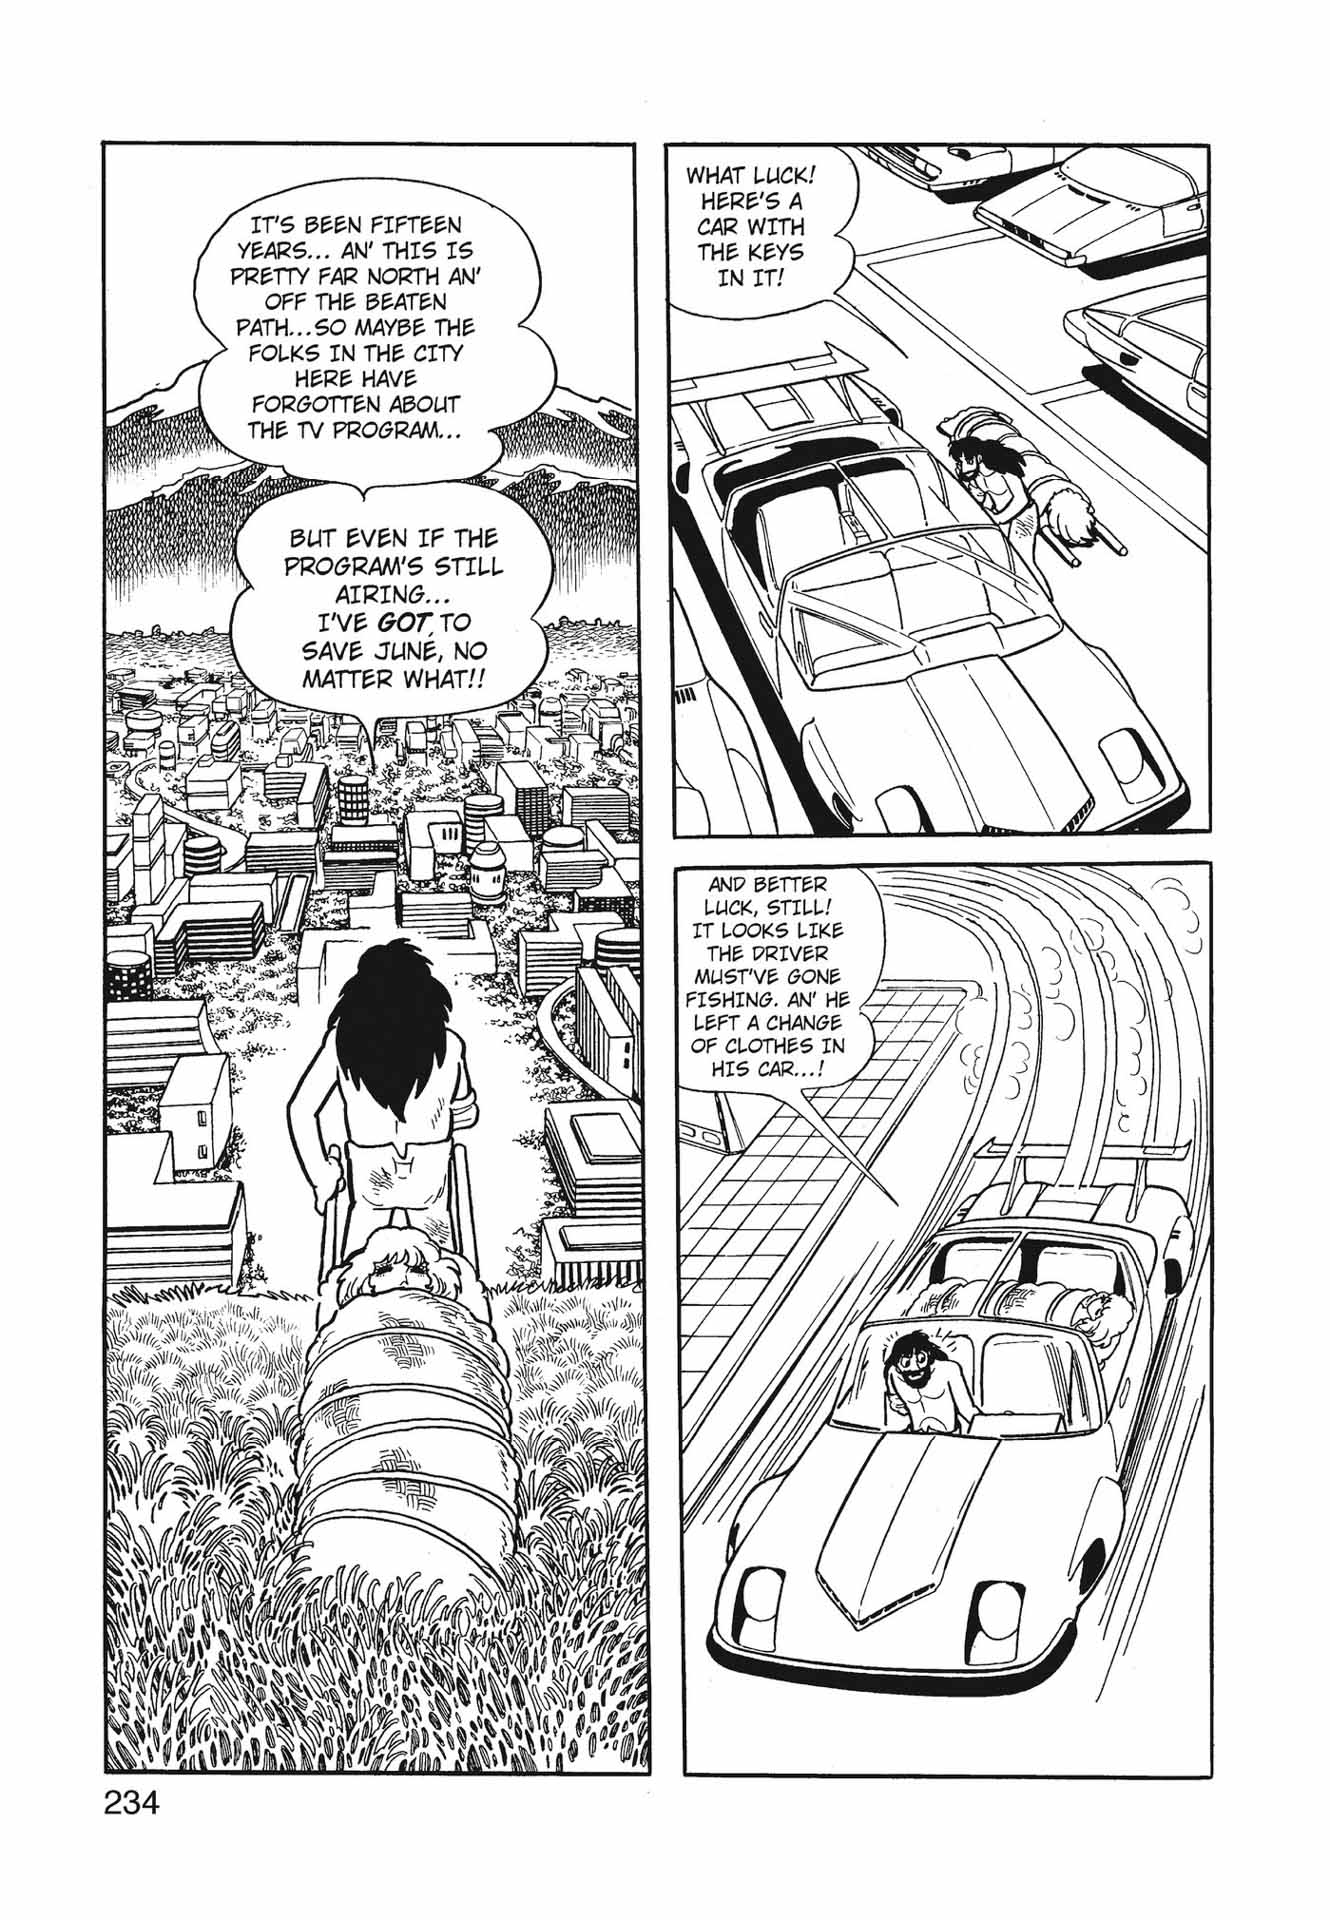 IT'S BEEN FIFTEEN
YEARS... AN' THIS IS
PRETTY FAR NORTH AN'
OFF THE BEATEN
PATH...SO MAYBE THE
FOLKS IN THE CITY
HERE HAVE
FORGOTTEN ABOUT
THE TV PROGRAM...
BUT EVEN IF THE
PROGRAM'S STILL
AIRING...
I'VE GOT TO
SAVE JUNE, NO
MATTER WHAT!!
WHAT LUCK!
HERE'S A
CAR WITH
THE KEYS
IN IT!
AND BETTER
LUCK, STILL!
IT LOOKS LIKE
THE DRIVER
MUST'VE GONE
FISHING. AN' HE
LEFT A CHANGE
OF CLOTHES IN
HIS CAR...!
234